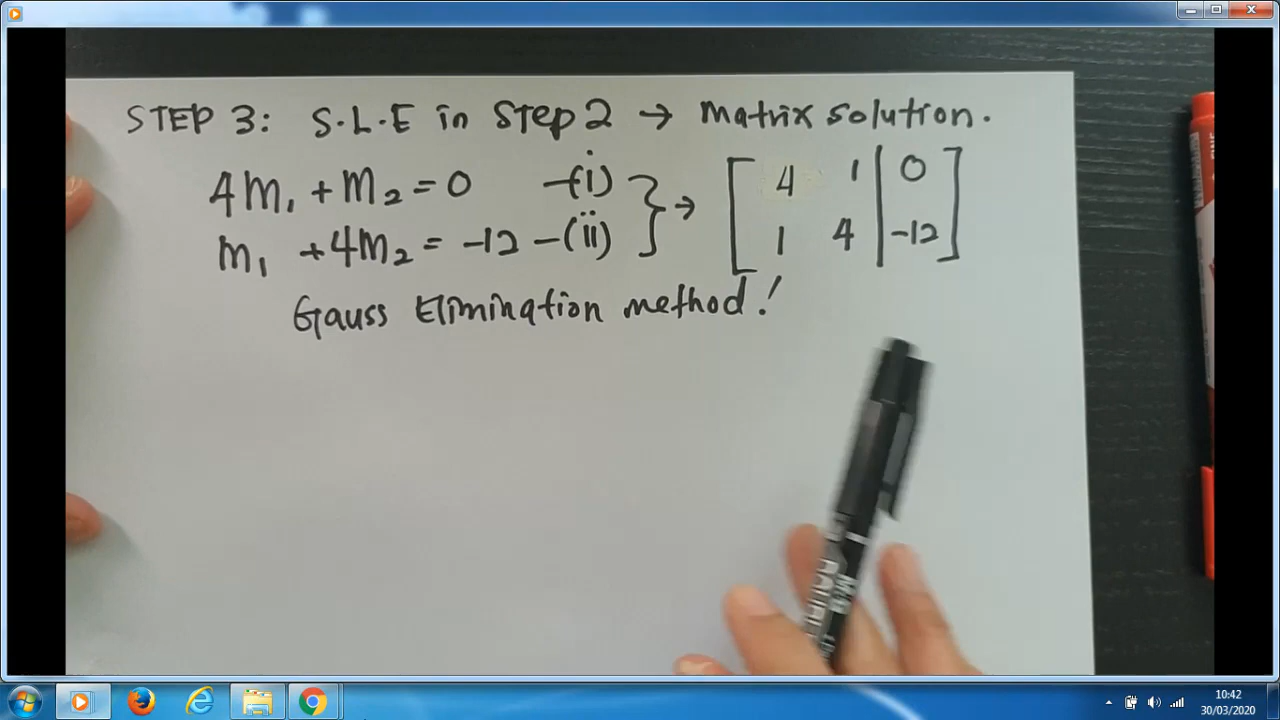 STEP 3: S.L.E in Step 2 → Matrix solution.
4M₁ + M₂ = 0 -(i) } → [ 4 1 | 0 ]
M₁ + 4M₂ = -12 -(ii) [ 1 4 | -12 ]
Gauss Elimination method!
10:42
30/03/2020